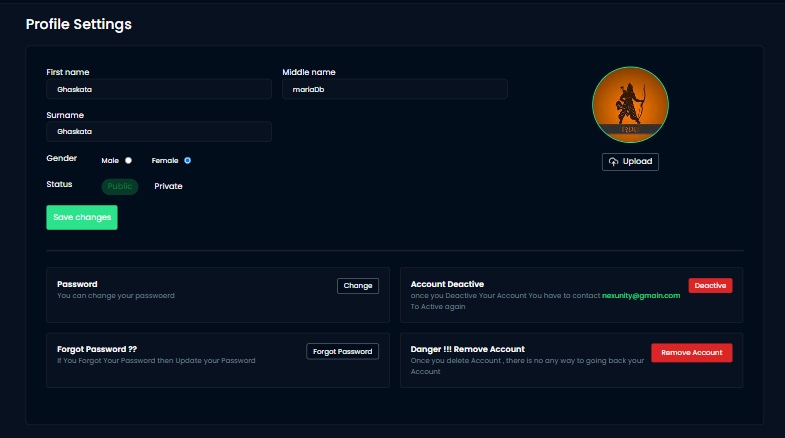 Profile Settings
First name
Middle name
Ghaskata
mariaDb
Surname
Ghaskata
Upload
Gender
Male
Female
Status
Public
Private
Save changes
Password
Change
You can change your passwoerd
Account Deactive
Deactive
once you Deactive Your Account You have to contact nexunity@gmain.com
To Active again
Forgot Password ??
Forgot Password
If You Forgot Your Password then Update your Password
Danger !!! Remove Account
Remove Account
Once you delete Account , there is no any way to going back your
Account